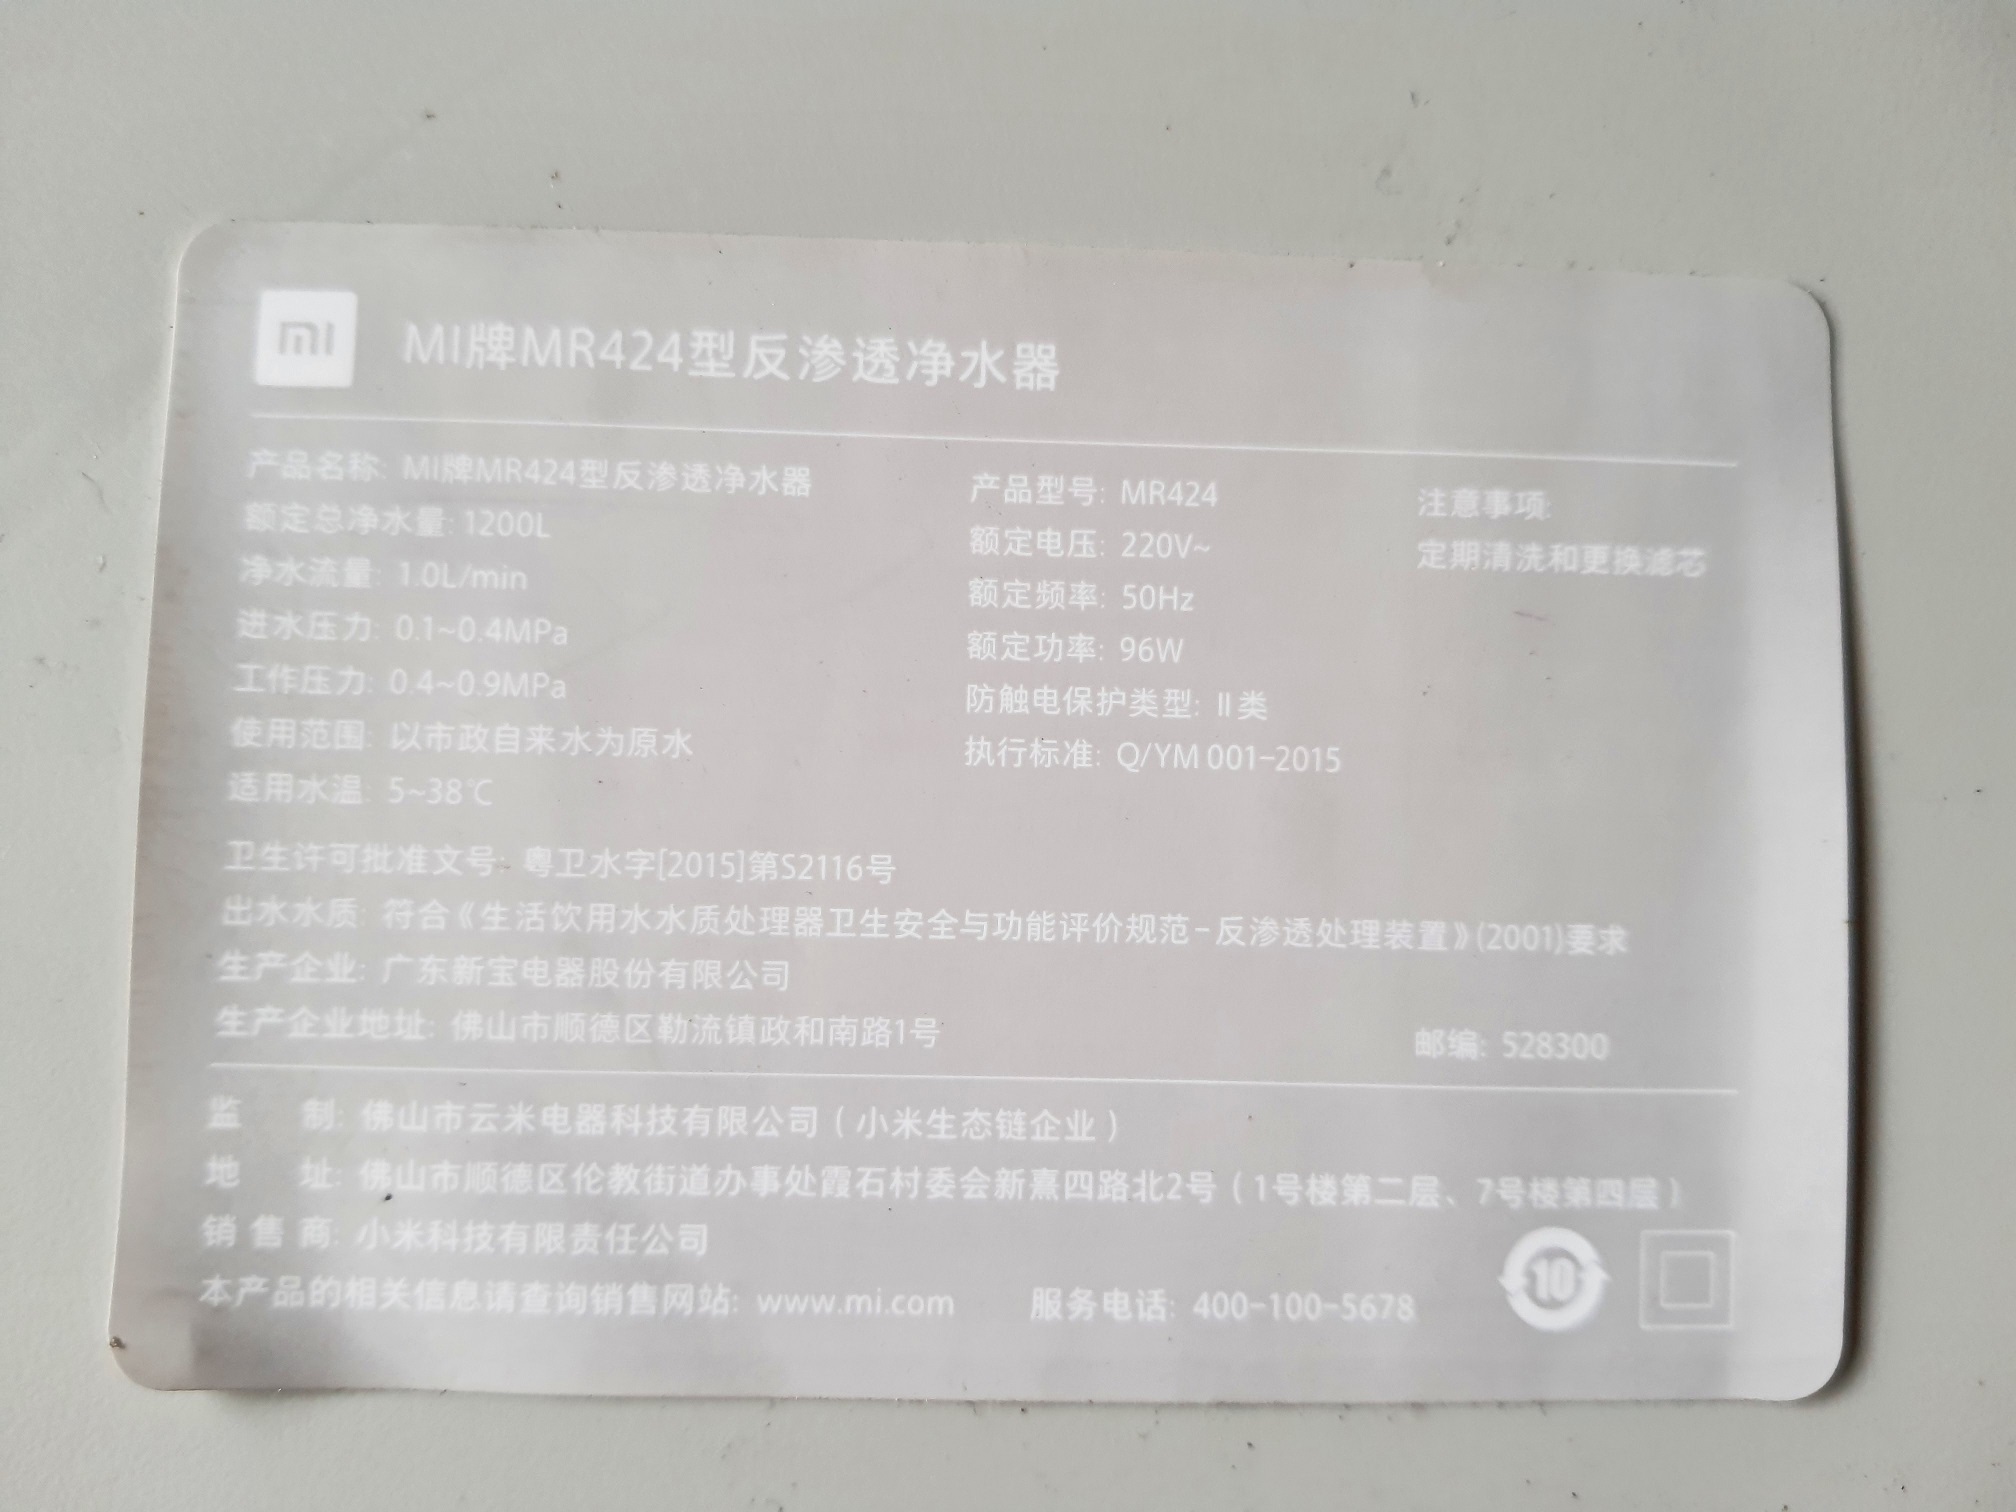 mi MI牌MR424型反渗透净水器
产品名称: MI牌MR424型反渗透净水器
额定总净水量: 1200L
净水流量: 1.0L/min
进水压力: 0.1~0.4MPa
工作压力: 0.4~0.9MPa
使用范围: 以市政自来水为原水
适用水温: 5~38℃
产品型号: MR424
额定电压: 220V~
额定频率: 50Hz
额定功率: 96W
防触电保护类型: II类
执行标准: Q/YM 001-2015
注意事项:
定期清洗和更换滤芯
卫生许可批准文号: 粤卫水字[2015]第S2116号
出水水质: 符合《生活饮用水水质处理器卫生安全与功能评价规范-反渗透处理装置》(2001)要求
生产企业: 广东新宝电器股份有限公司
生产企业地址: 佛山市顺德区勒流镇政和南路1号 邮编: 528300
监 制: 佛山市云米电器科技有限公司(小米生态链企业)
地 址: 佛山市顺德区伦教街道办事处霞石村委会新熹四路北2号(1号楼第二层、7号楼第四层)
销售商: 小米科技有限责任公司
本产品的相关信息请查询销售网站: www.mi.com 服务电话: 400-100-5678
10